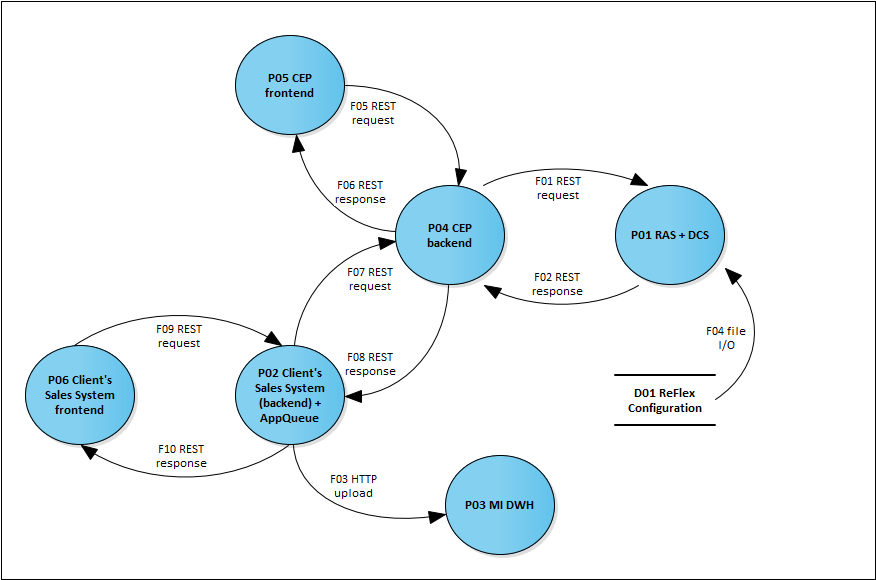 P05 CEP
frontend
F05 REST
request
F06 REST
response
F01 REST
request
P04 CEP
backend
P01 RAS + DCS
F07 REST
request
F02 REST
response
F09 REST
request
F08 REST
response
F04 file
I/O
P06 Client's
Sales System
frontend
P02 Client's
Sales System
(backend) +
AppQueue
D01 ReFlex
Configuration
F10 REST
response
F03 HTTP
upload
P03 MI DWH